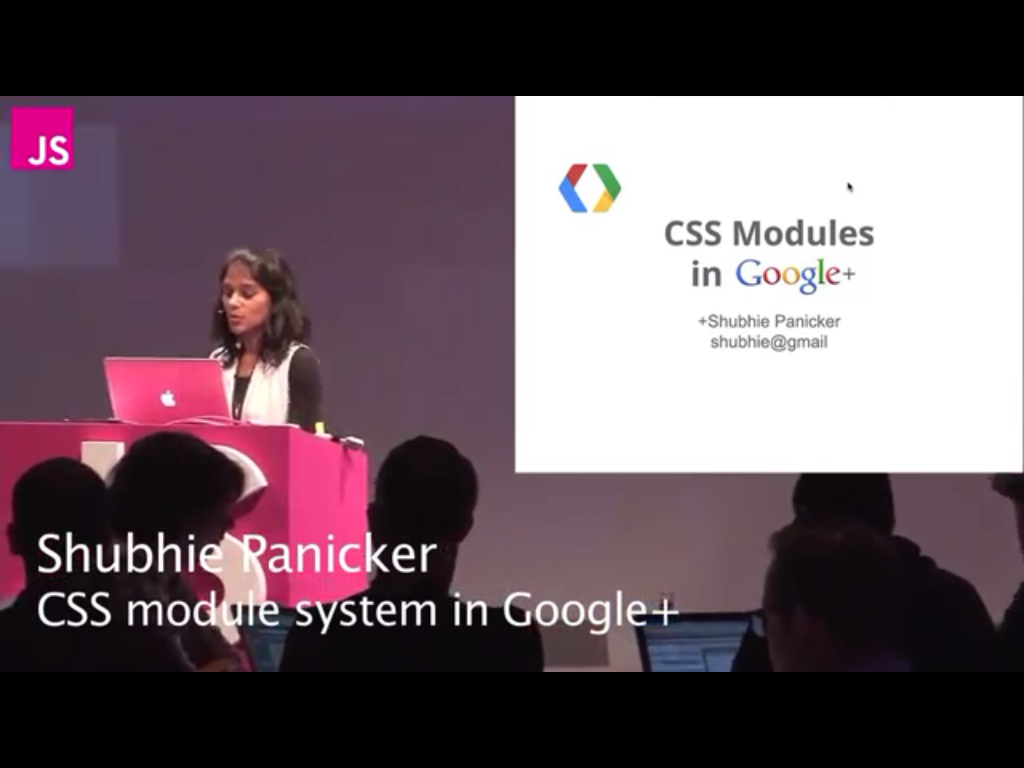 JS
CSS Modules
in Google+
+Shubhie Panicker
shubhie@gmail
Shubhie Panicker
CSS module system in Google+